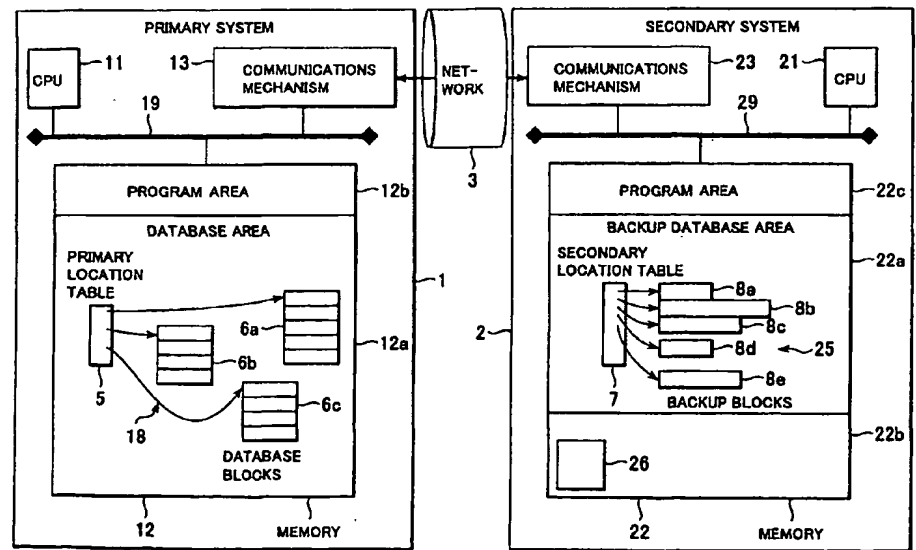 PRIMARY SYSTEM
CPU
11
13
COMMUNICATIONS
MECHANISM
19
PROGRAM AREA
12b
DATABASE AREA
PRIMARY
LOCATION
TABLE
6a
6b
6c
5
18
DATABASE
BLOCKS
12a
1
12
MEMORY
NET-
WORK
3
SECONDARY SYSTEM
COMMUNICATIONS
MECHANISM
23
21
CPU
29
PROGRAM AREA
22c
BACKUP DATABASE AREA
22a
SECONDARY
LOCATION TABLE
8a
8b
8c
8d
25
8e
7
BACKUP BLOCKS
2
22b
26
22
MEMORY